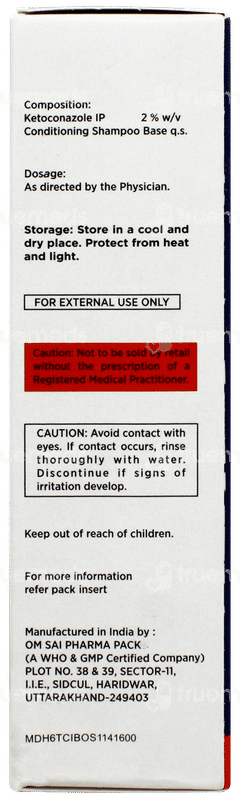 Composition:
Ketoconazole IP 2 % w/v
Conditioning Shampoo Base q.s.
Dosage:
As directed by the Physician.
Storage: Store in a cool and
dry place. Protect from heat
and light.
FOR EXTERNAL USE ONLY
Caution: Not to be sold by retail
without the prescription of a
Registered Medical Practitioner.
CAUTION: Avoid contact with
eyes. If contact occurs, rinse
thoroughly with water.
Discontinue if signs of
irritation develop.
Keep out of reach of children.
For more information
refer pack insert
Manufactured in India by :
OM SAI PHARMA PACK
(A WHO & GMP Certified Company)
PLOT NO. 38 & 39, SECTOR-11,
I.I.E., SIDCUL, HARIDWAR,
UTTARAKHAND-249403
MDH6TCIBOS1141600